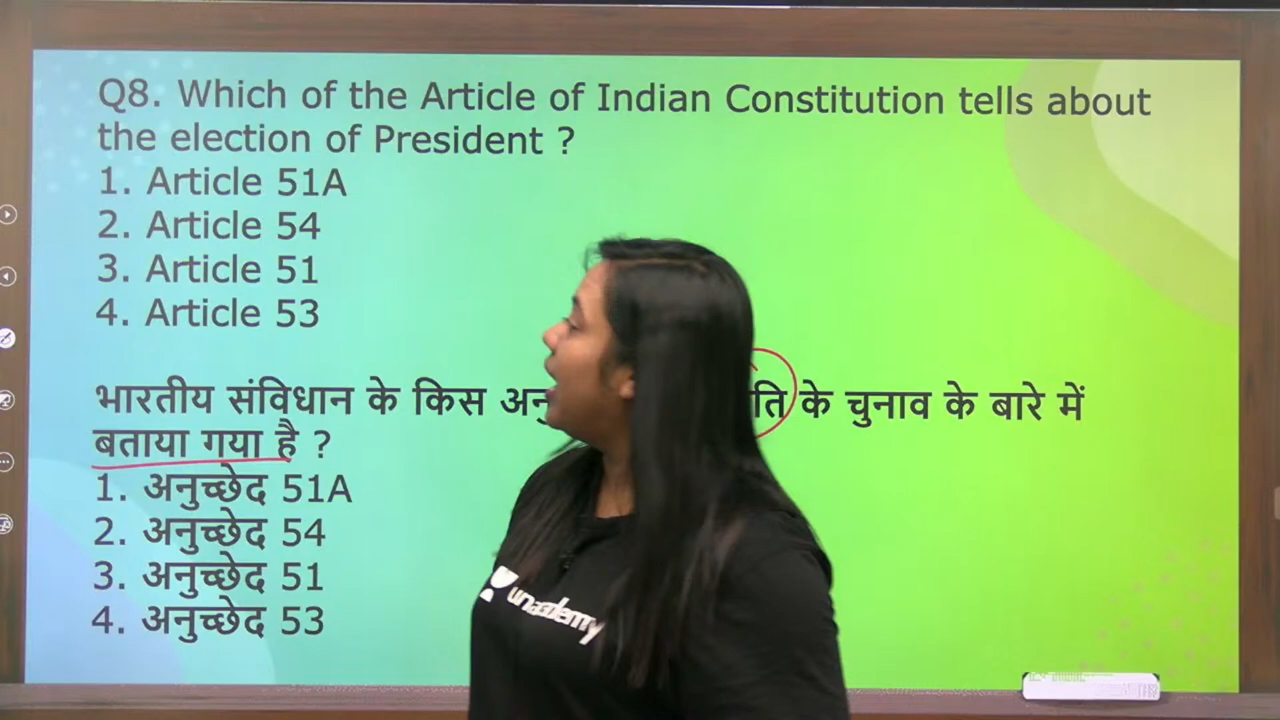 Q8. Which of the Article of Indian Constitution tells about
the election of President ?
1. Article 51A
2. Article 54
3. Article 51
4. Article 53
भारतीय संविधान के किस के चुनाव के बारे में
बताया गया है ?
1. अनुच्छेद 51A
2. अनुच्छेद 54
3. अनुच्छेद 51
4. अनुच्छेद 53
unacademy